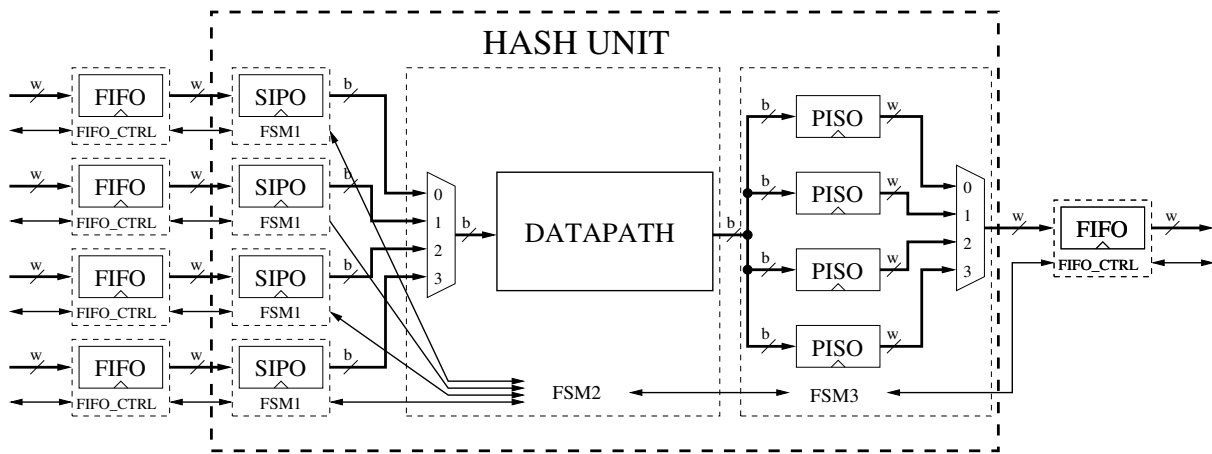 HASH UNIT
w FIFO w SIPO b
FIFO_CTRL FSM1
w FIFO w SIPO b
FIFO_CTRL FSM1
w FIFO w SIPO b
FIFO_CTRL FSM1
w FIFO w SIPO b
FIFO_CTRL FSM1
0
1
2
3
b
DATAPATH
b
FSM2
b PISO w
b PISO w
b PISO w
b PISO w
0
1
2
3
FSM3
w FIFO w
FIFO_CTRL